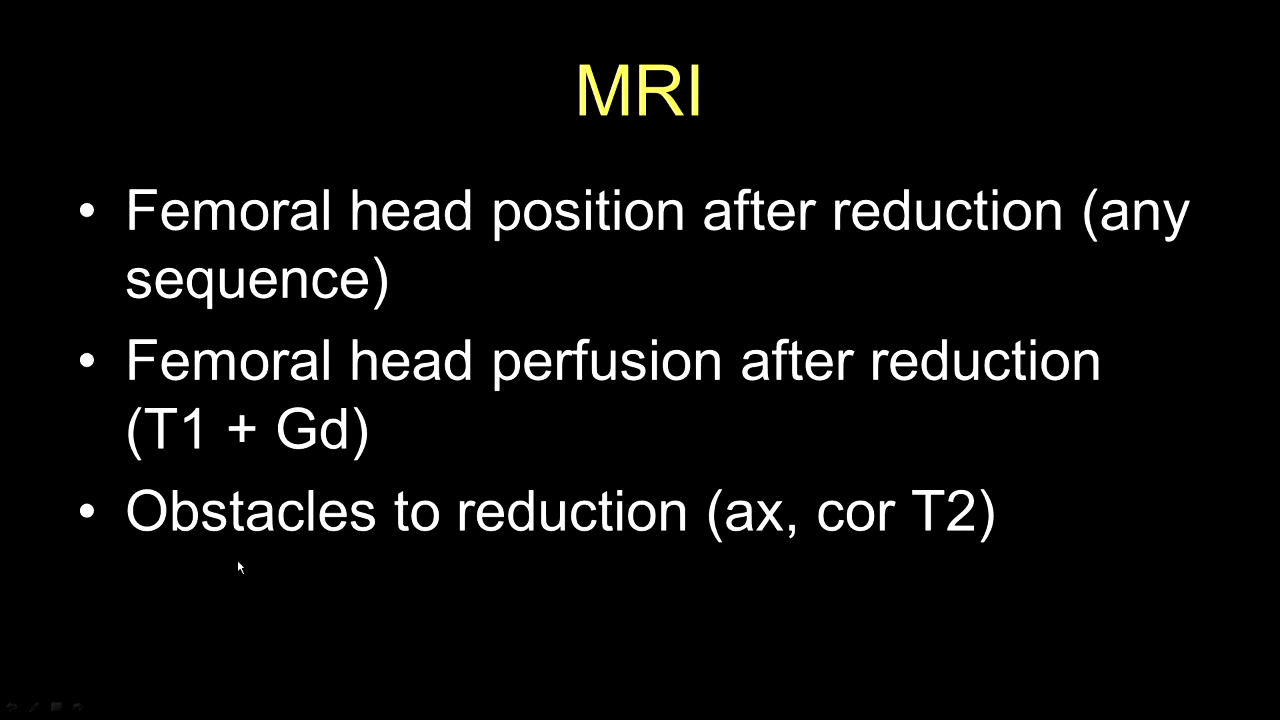 MRI
• Femoral head position after reduction (any
sequence)
• Femoral head perfusion after reduction
(T1 + Gd)
• Obstacles to reduction (ax, cor T2)